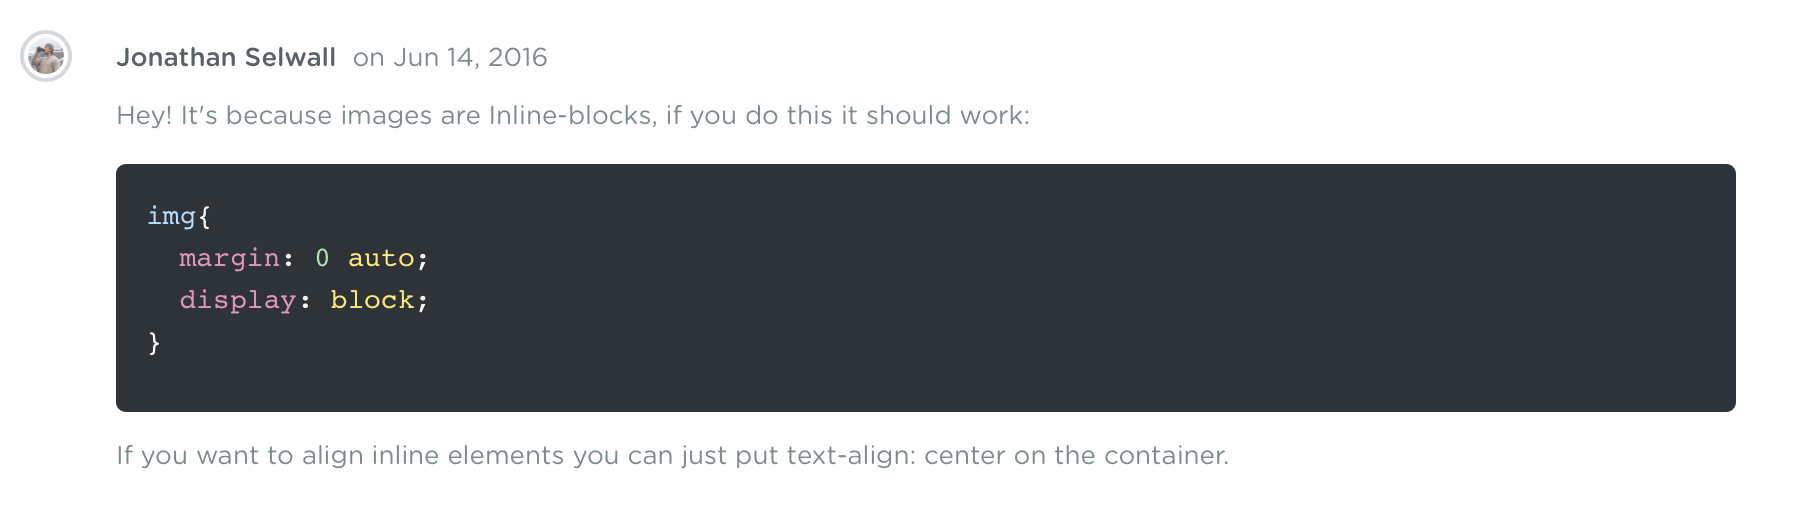 Jonathan Selwall on Jun 14, 2016
Hey! It's because images are Inline-blocks, if you do this it should work:
img{
  margin: 0 auto;
  display: block;
}
If you want to align inline elements you can just put text-align: center on the container.